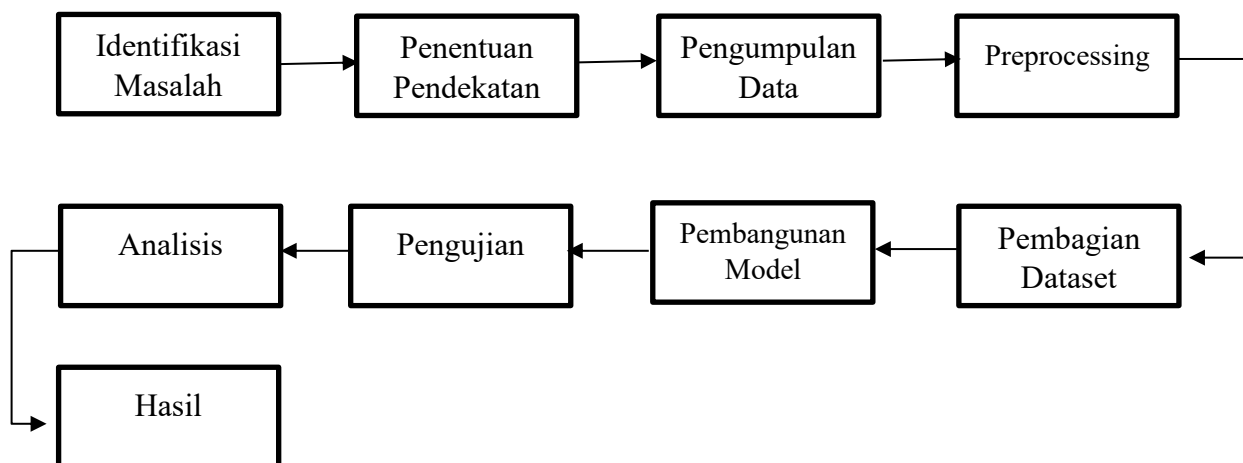 Identifikasi
Masalah
Penentuan
Pendekatan
Pengumpulan
Data
Preprocessing
Pembagian
Dataset
Pembangunan
Model
Pengujian
Analisis
Hasil